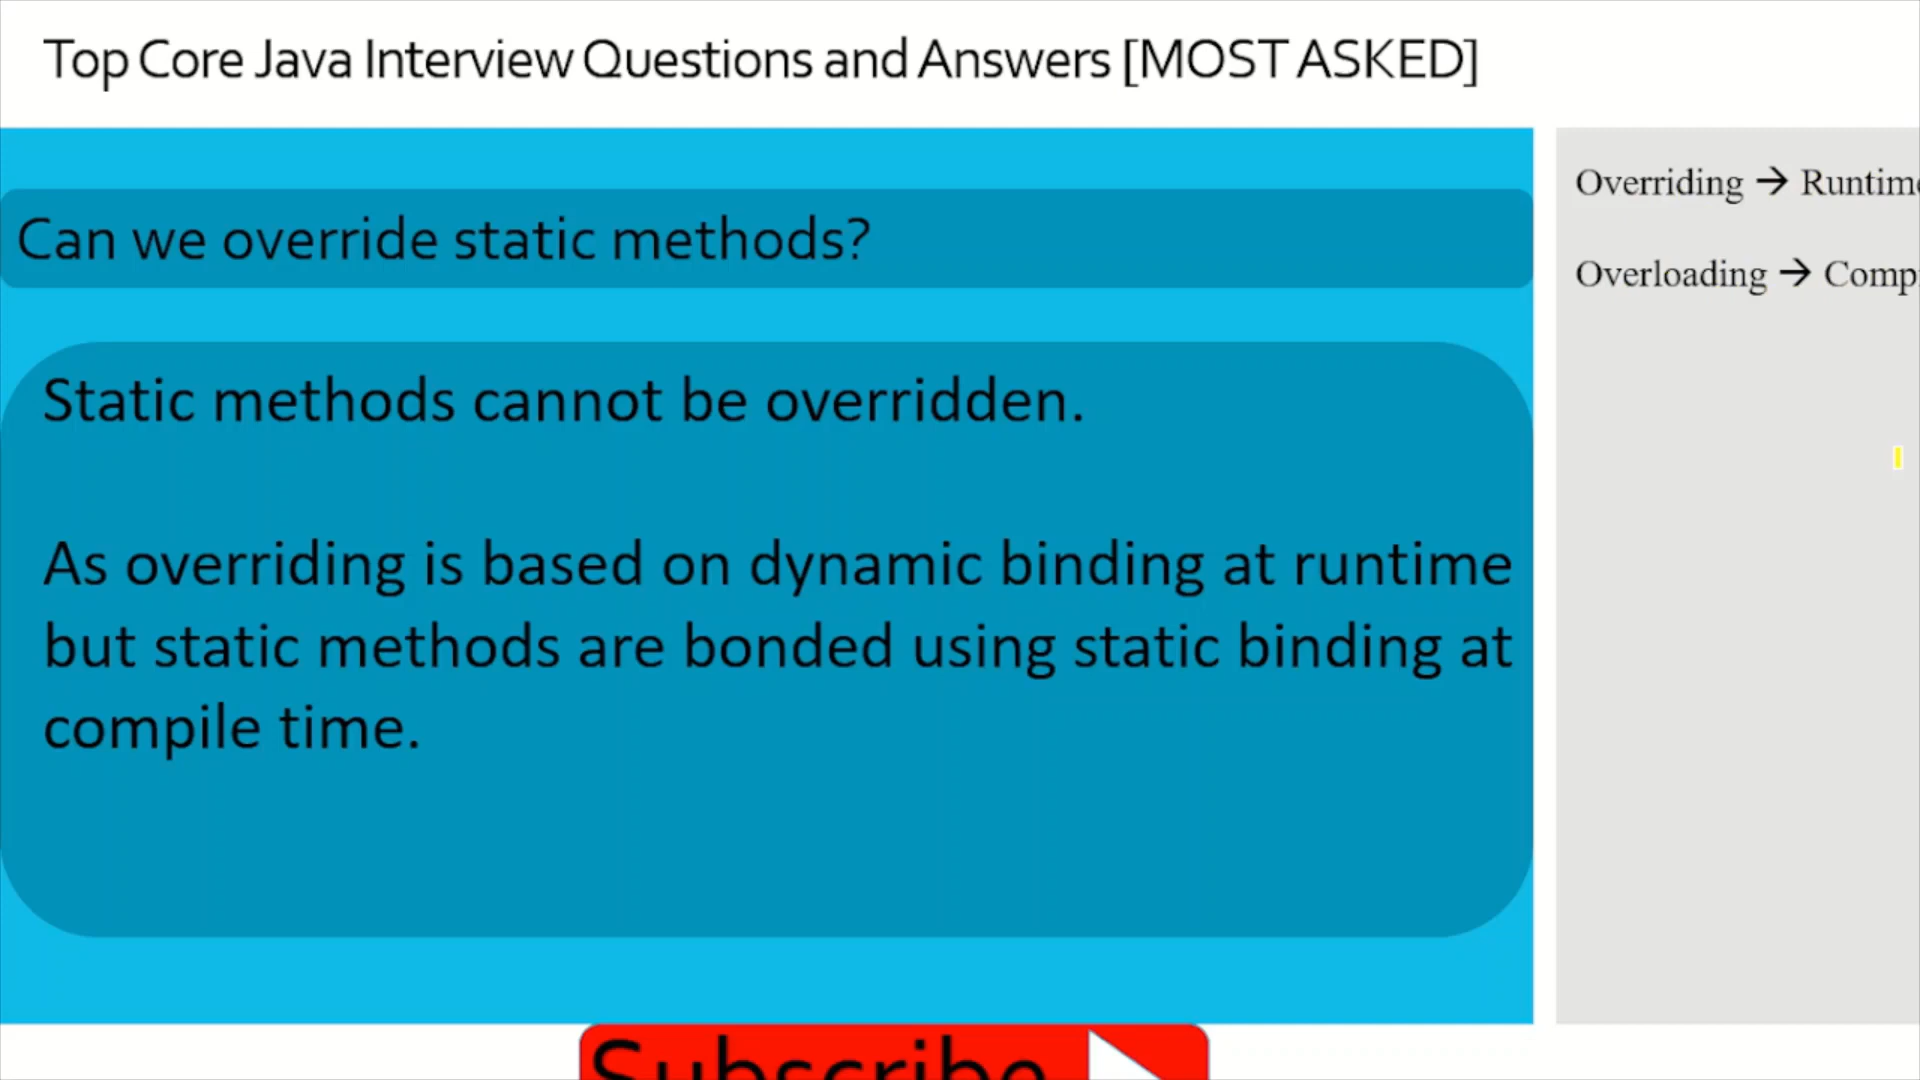 Top Core Java Interview Questions and Answers [MOST ASKED]
Can we override static methods?
Static methods cannot be overridden.
As overriding is based on dynamic binding at runtime
but static methods are bonded using static binding at
compile time.
Overriding → Runtime
Overloading →
Subscribe